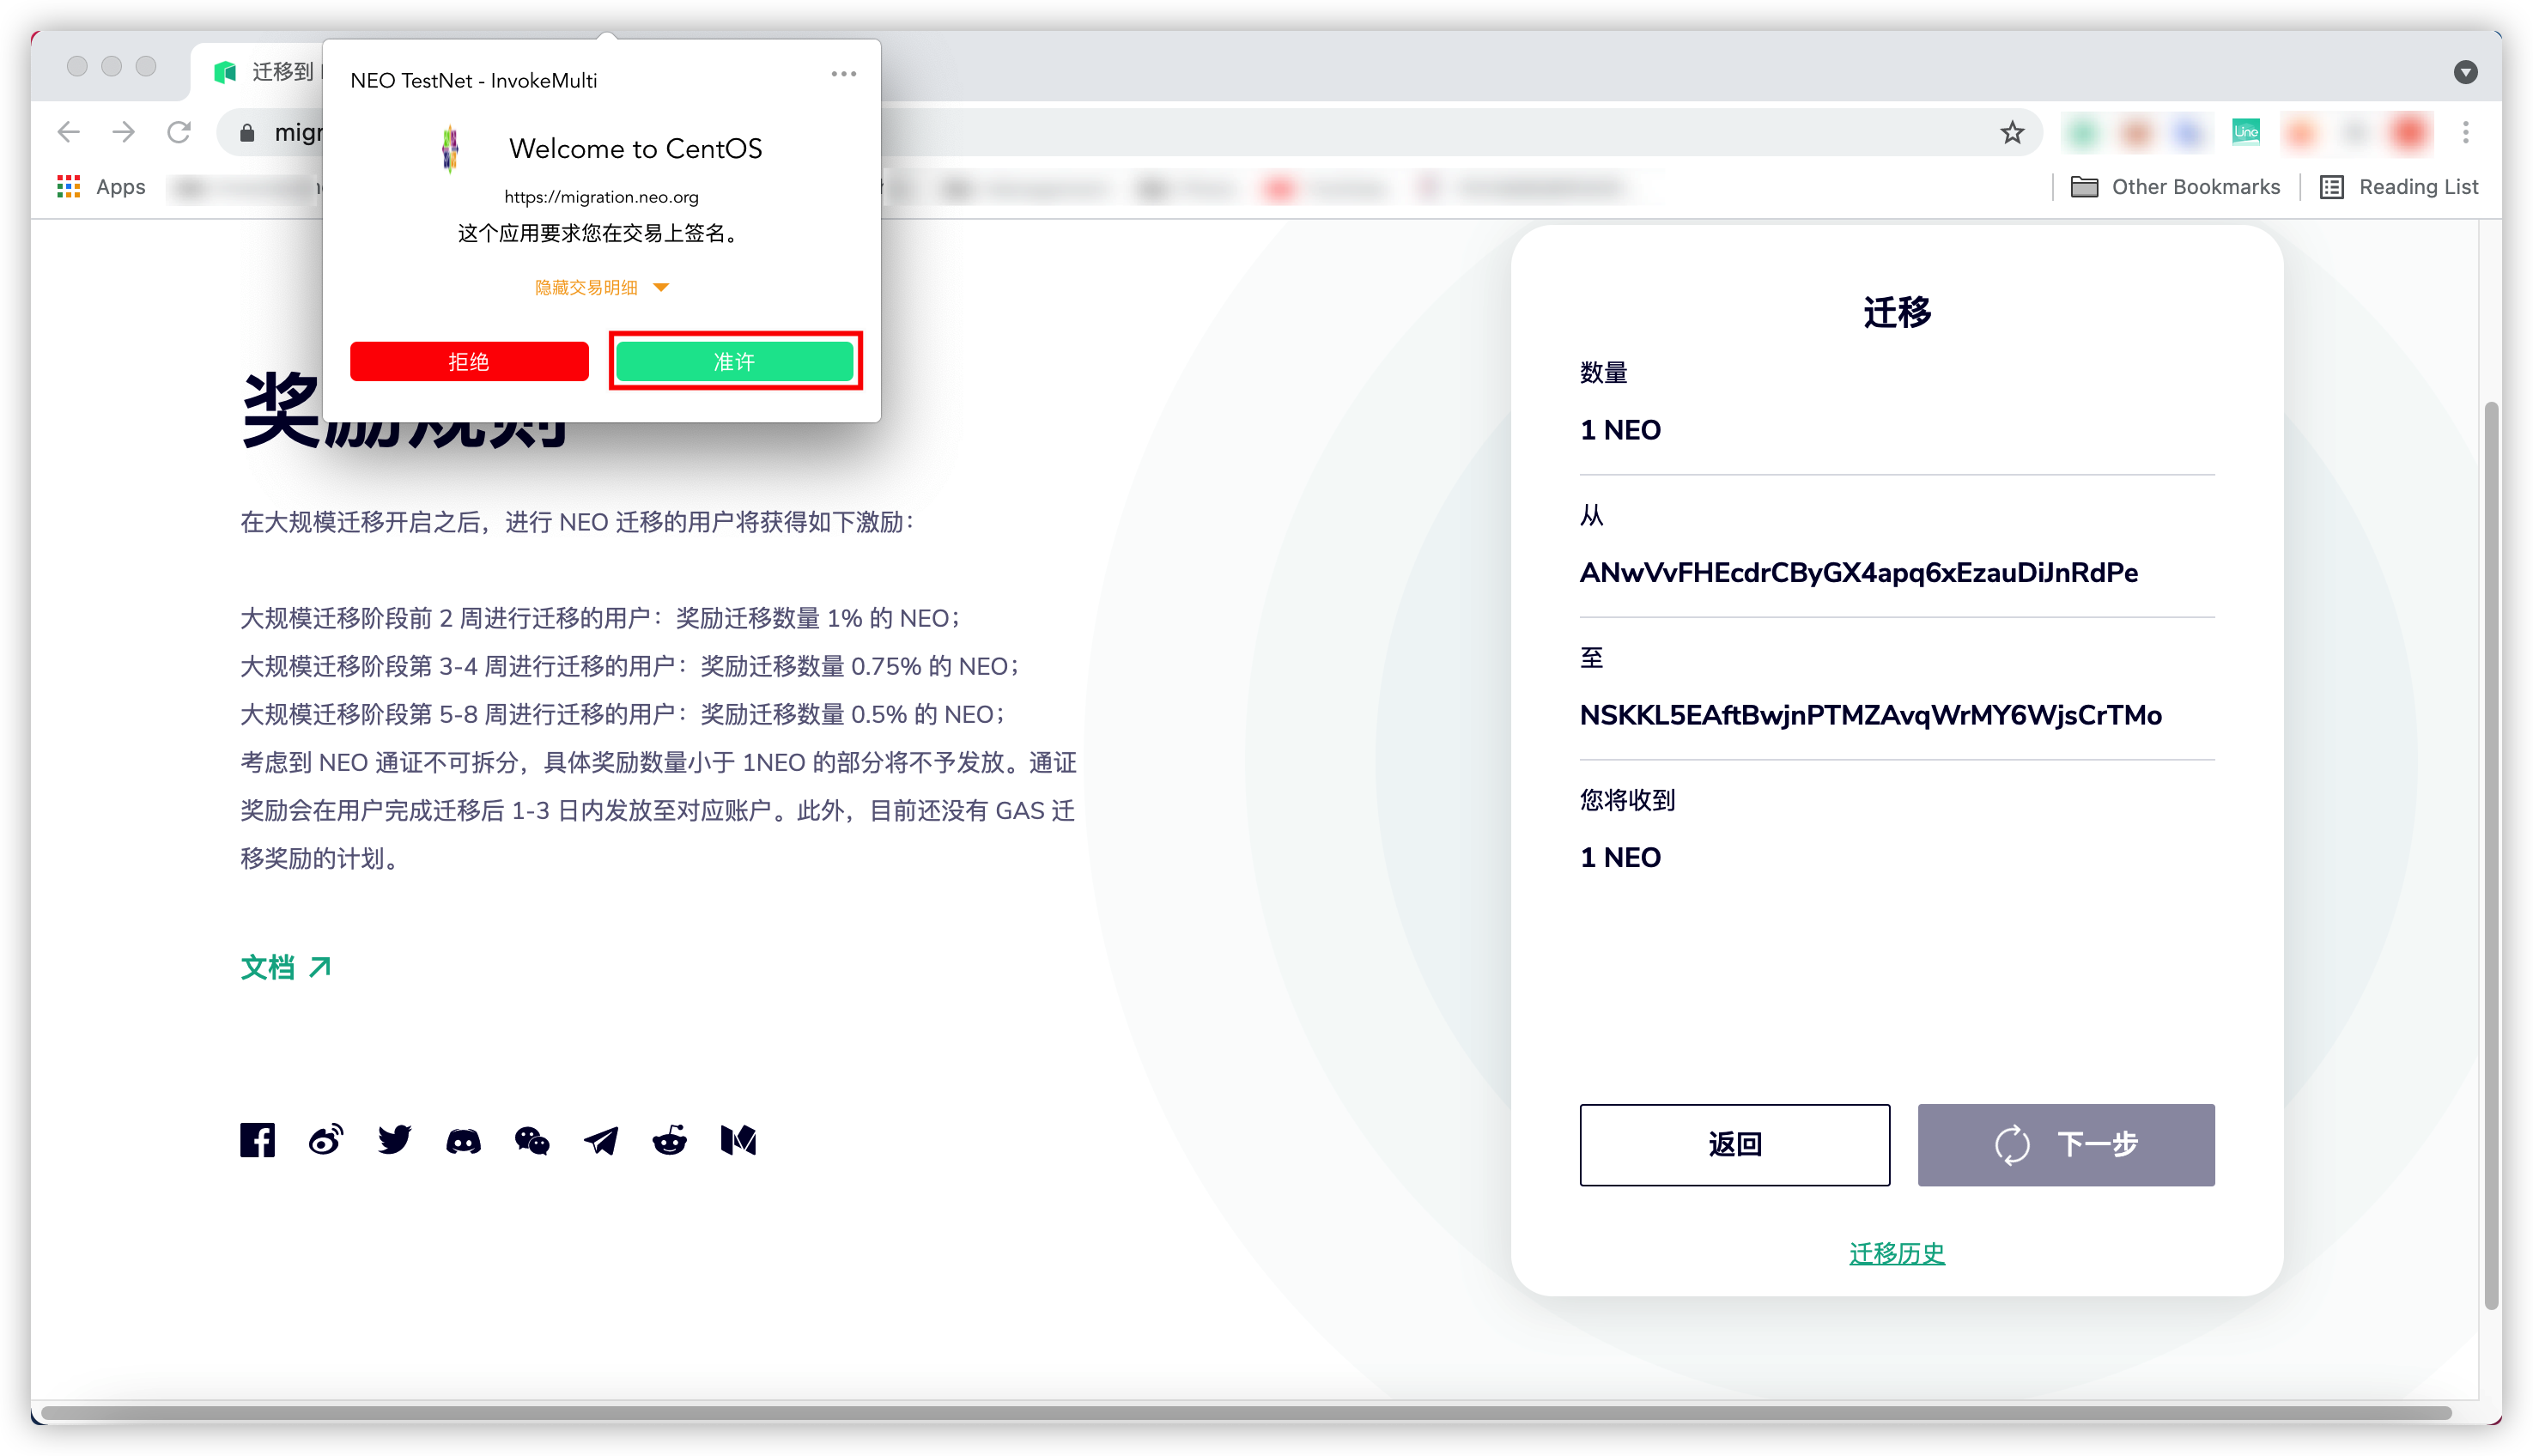 迁移到
NEO TestNet - InvokeMulti
Welcome to CentOS
https://migration.neo.org
这个应用要求您在交易上签名。
隐藏交易明细
拒绝
准许
migr
Line
Apps
Other Bookmarks
Reading List
奖励规则
在大规模迁移开启之后，进行 NEO 迁移的用户将获得如下激励：
大规模迁移阶段前 2 周进行迁移的用户：奖励迁移数量 1% 的 NEO；
大规模迁移阶段第 3-4 周进行迁移的用户：奖励迁移数量 0.75% 的 NEO；
大规模迁移阶段第 5-8 周进行迁移的用户：奖励迁移数量 0.5% 的 NEO；
考虑到 NEO 通证不可拆分，具体奖励数量小于 1NEO 的部分将不予发放。通证
奖励会在用户完成迁移后 1-3 日内发放至对应账户。此外，目前还没有 GAS 迁
移奖励的计划。
文档
迁移
数量
1 NEO
从
ANwVvFHEcdrCByGX4apq6xEzauDiJnRdPe
至
NSKKL5EAftBwjnPTMZAvqWrMY6WjsCrTMo
您将收到
1 NEO
返回
下一步
迁移历史